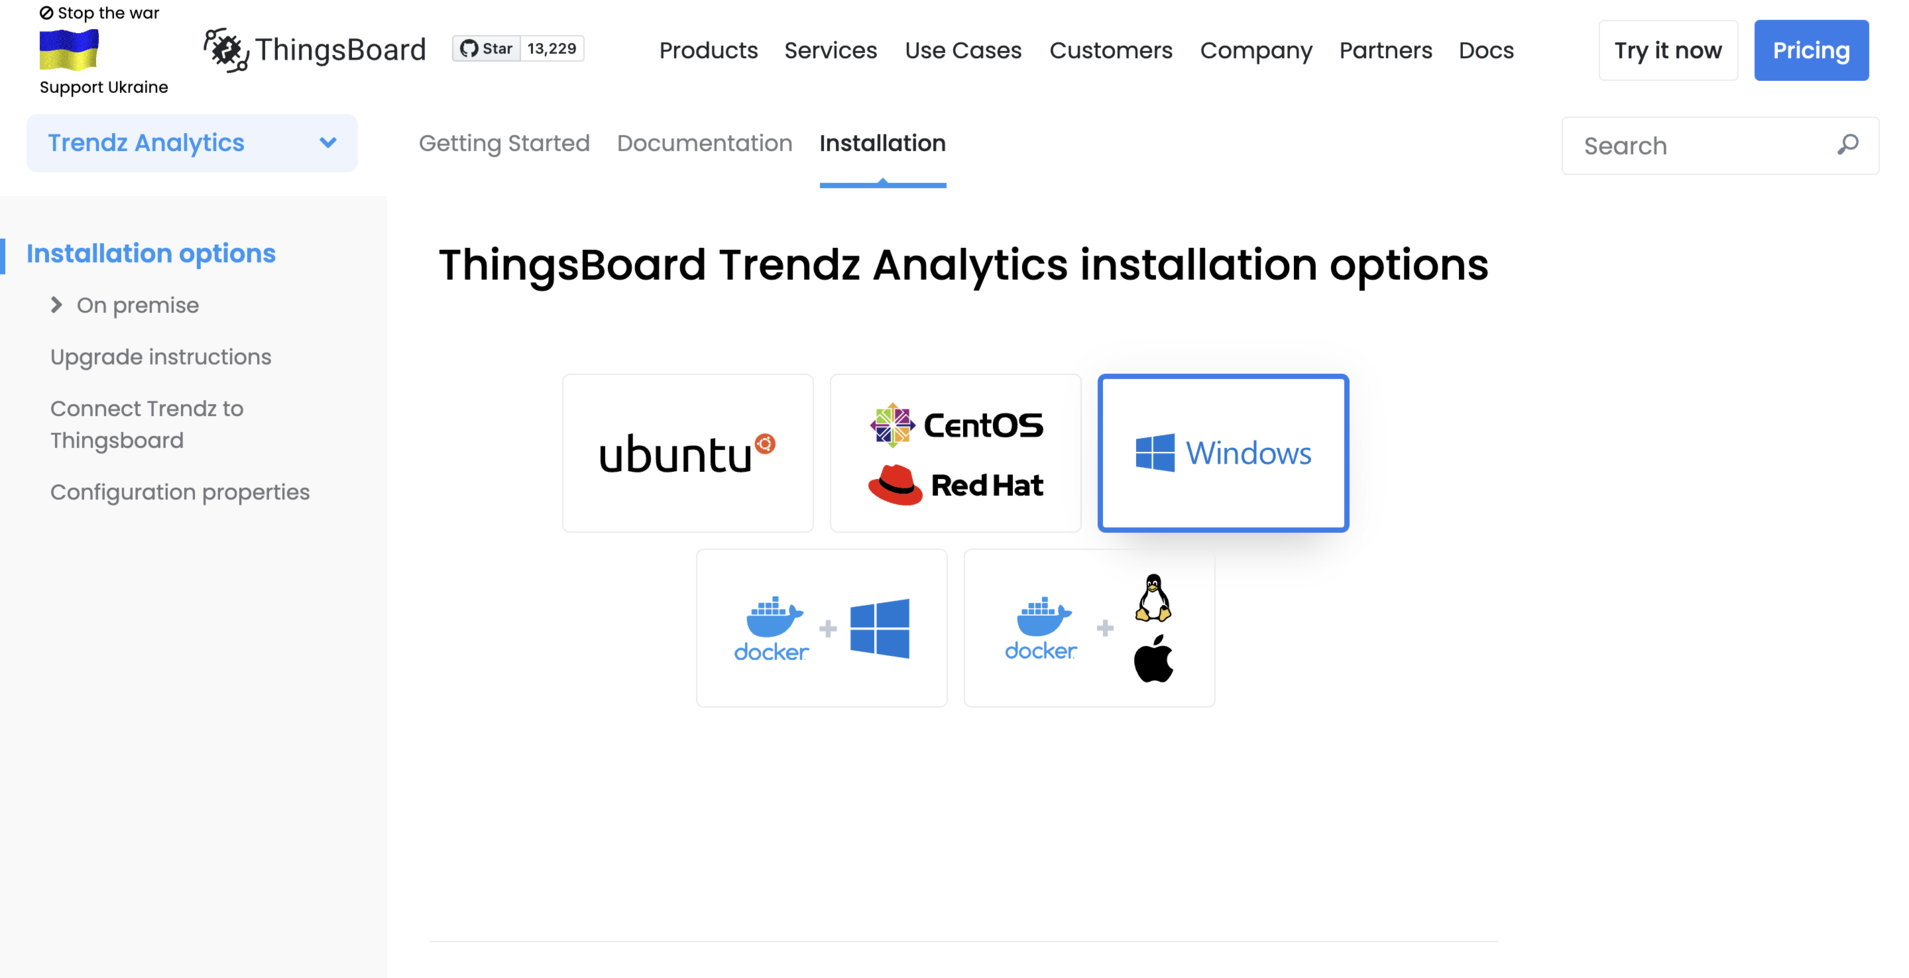 Stop the war
Support Ukraine
ThingsBoard
Star 13,229
Products Services Use Cases Customers Company Partners Docs
Try it now
Pricing
Trendz Analytics
Getting Started Documentation Installation
Search
Installation options
On premise
Upgrade instructions
Connect Trendz to
Thingsboard
Configuration properties
ThingsBoard Trendz Analytics installation options
ubuntu
CentOS
Red Hat
Windows
docker +
docker +